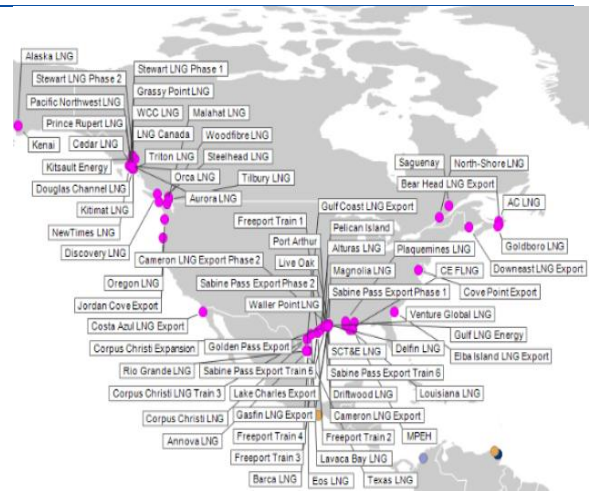 Alaska LNG
Stewart LNG Phase 1
Stewart LNG Phase 2
Grassy Point LNG
Pacific Northwest LNG
WCC LNG
Malahat LNG
Prince Rupert LNG
LNG Canada
Woodfibre LNG
Kenai
Cedar LNG
Triton LNG
Steelhead LNG
Kitsault Energy
Orca LNG
Tilbury LNG
Douglas Channel LNG
Aurora LNG
Kitimat LNG
NewTimes LNG
Discovery LNG
Oregon LNG
Jordan Cove Export
Costa Azul LNG Export
Saguenay
North-Shore LNG
Bear Head LNG Export
AC LNG
Goldboro LNG
Downeast LNG Export
Gulf Coast LNG Export
Freeport Train 1
Pelican Island
Port Arthur
Alturas LNG
Plaquemines LNG
Cameron LNG Export Phase2
Live Oak
Magnolia LNG
CE FLNG
Sabine Pass Export Phase 2
Sabine Pass Export Phase 1
Cove Point Export
Waller Point LNG
Venture Global LNG
Gulf LNG Energy
Corpus Christi Expansion
Golden Pass Export
SCT&E LNG
Delfin LNG
Elba Island LNG Export
Rio Grande LNG
Sabine Pass Export Train 5
Sabine Pass Export Train 6
Corpus Christi LNG Train 3
Lake Charles Export
Driftwood LNG
Louisiana LNG
Corpus Christi LNG
Gasfin LNG Export
Cameron LNG Export
Annova LNG
Freeport Train 4
Freeport Train 2
MPEH
Freeport Train 3
Lavaca Bay LNG
Barca LNG
Eos LNG
Texas LNG